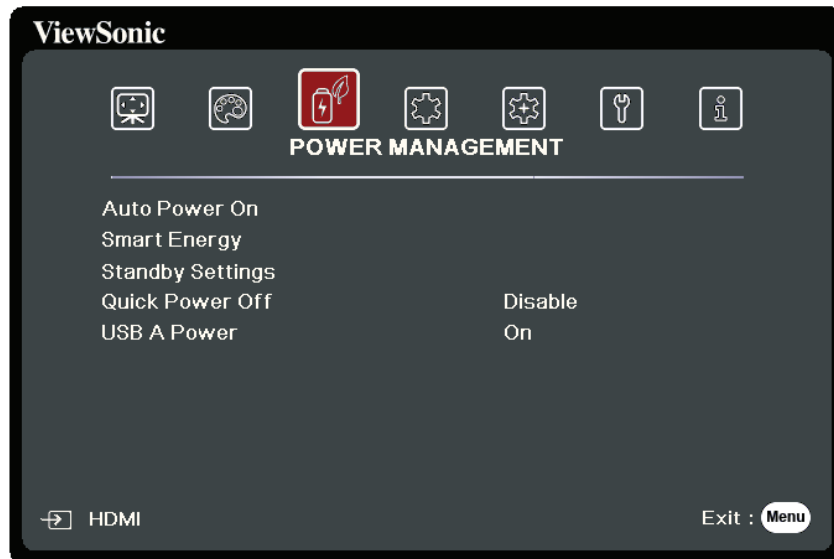 ViewSonic
POWER MANAGEMENT
Auto Power On
Smart Energy
Standby Settings
Quick Power Off Disable
USB A Power On
HDMI Exit : Menu